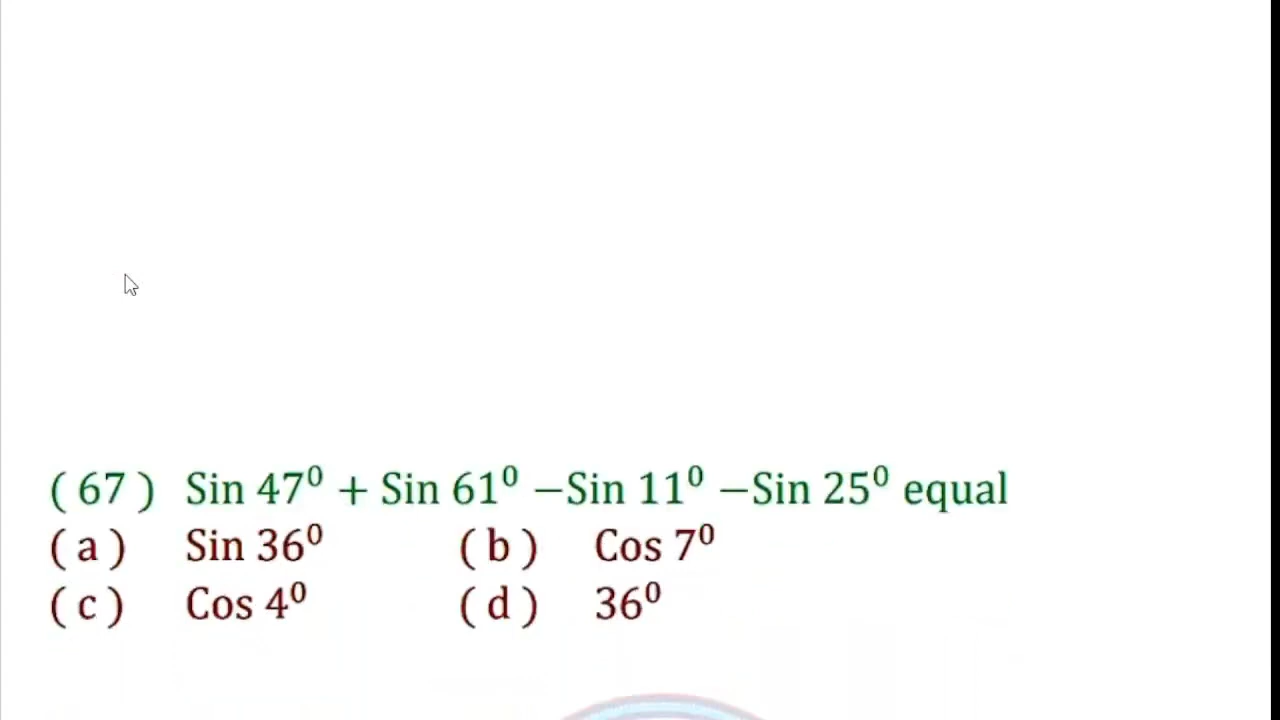 ( 67 ) Sin 47⁰ + Sin 61⁰ −Sin 11⁰ −Sin 25⁰ equal
( a ) Sin 36⁰ ( b ) Cos 7⁰
( c ) Cos 4⁰ ( d ) 36⁰